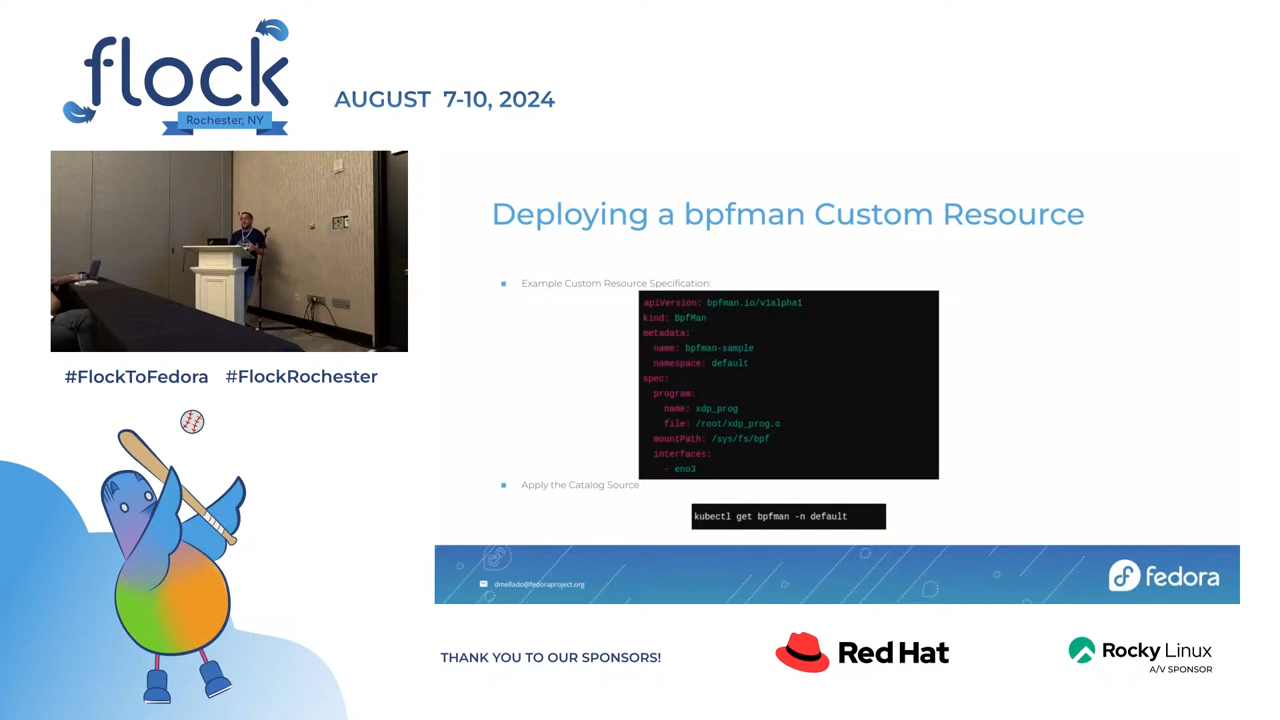 flock
Rochester, NY
AUGUST 7-10, 2024
#FlockToFedora #FlockRochester
Deploying a bpfman Custom Resource
Example Custom Resource Specification:
apiVersion: bpfman.io/v1alpha1
kind: BpfMan
metadata:
name: bpfman-sample
namespace: default
spec:
program:
name: xdp_prog
file: /root/xdp_prog.o
mountPath: /sys/fs/bpf
interfaces:
- eno3
Apply the Catalog Source
kubectl get bpfman -n default
dmellado@fedoraproject.org
fedora
THANK YOU TO OUR SPONSORS!
Red Hat
Rocky Linux
A/V SPONSOR